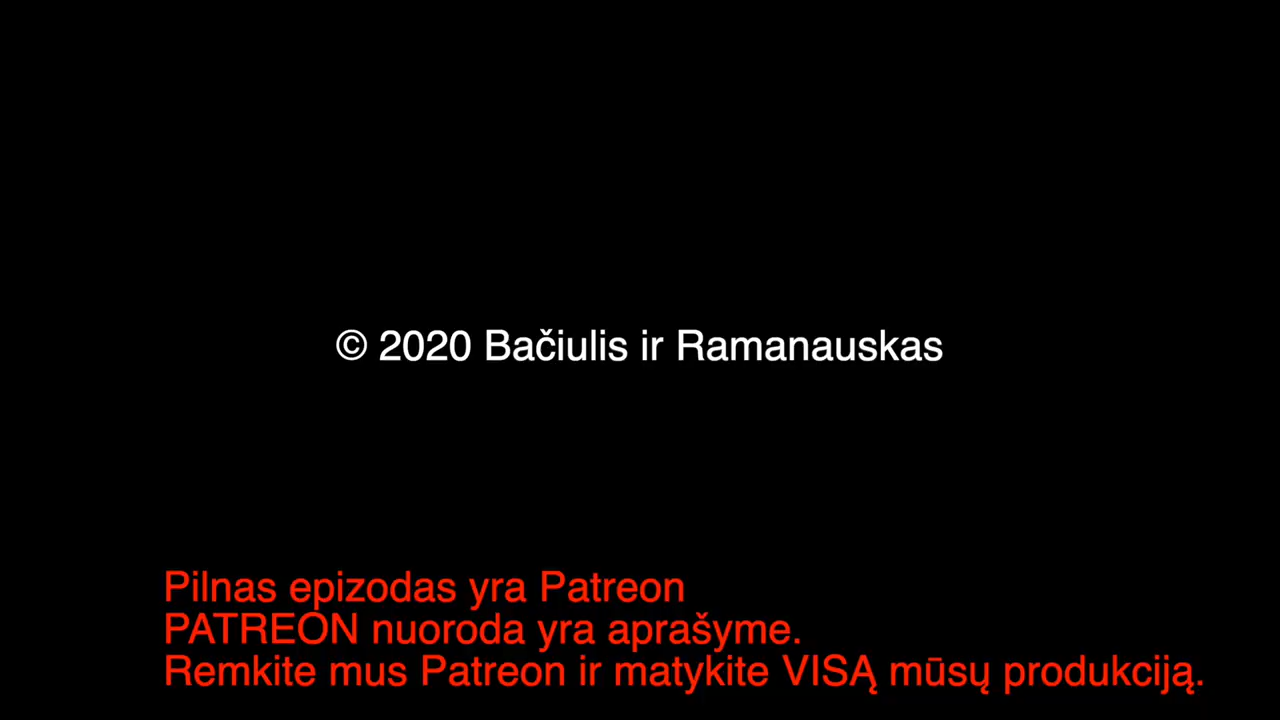 © 2020 Bačiulis ir Ramanauskas
Pilnas epizodas yra Patreon
PATREON nuoroda yra aprašyme.
Remkite mus Patreon ir matykite VISĄ mūsų produkciją.